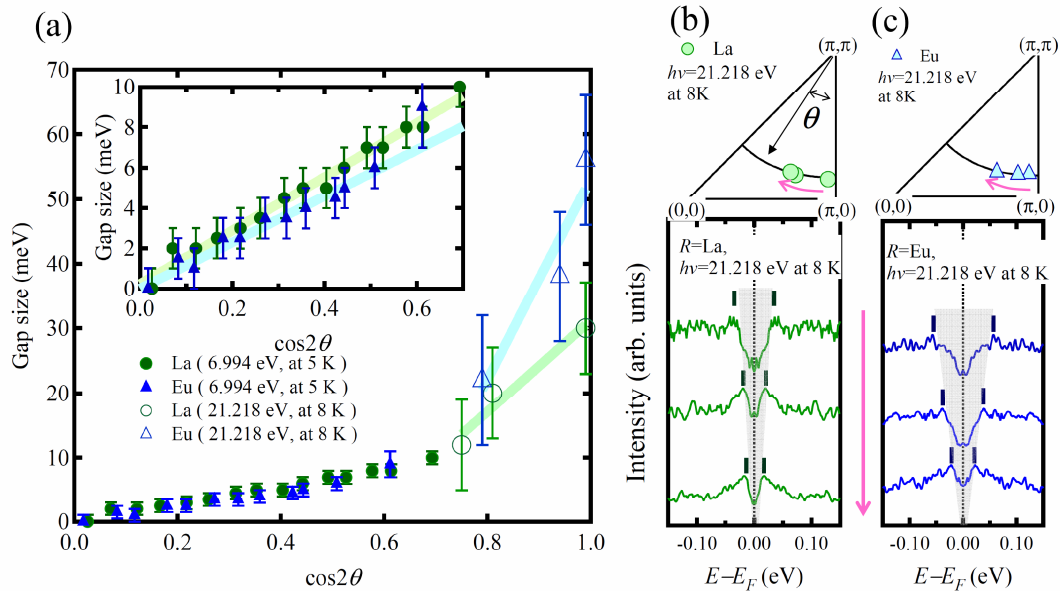 (a)
Gap size (meV)
70
60
50
40
30
20
10
0
0.0
0.2
0.4
0.6
0.8
1.0
cos2θ
Gap size (meV)
10
8
6
4
2
0
0.0
0.2
0.4
0.6
cos2θ
La ( 6.994 eV, at 5 K )
Eu ( 6.994 eV, at 5 K )
La ( 21.218 eV, at 8 K )
Eu ( 21.218 eV, at 8 K )
(b)
La
hν=21.218 eV
at 8K
(π,π)
θ
(0,0)
(π,0)
R=La,
hν=21.218 eV at 8 K
Intensity (arb. units)
-0.10
0.00
0.10
E−E_F (eV)
(c)
Eu
hν=21.218 eV
at 8K
(π,π)
(0,0)
(π,0)
R=Eu,
hν=21.218 eV at 8 K
-0.10
0.00
0.10
E−E_F (eV)